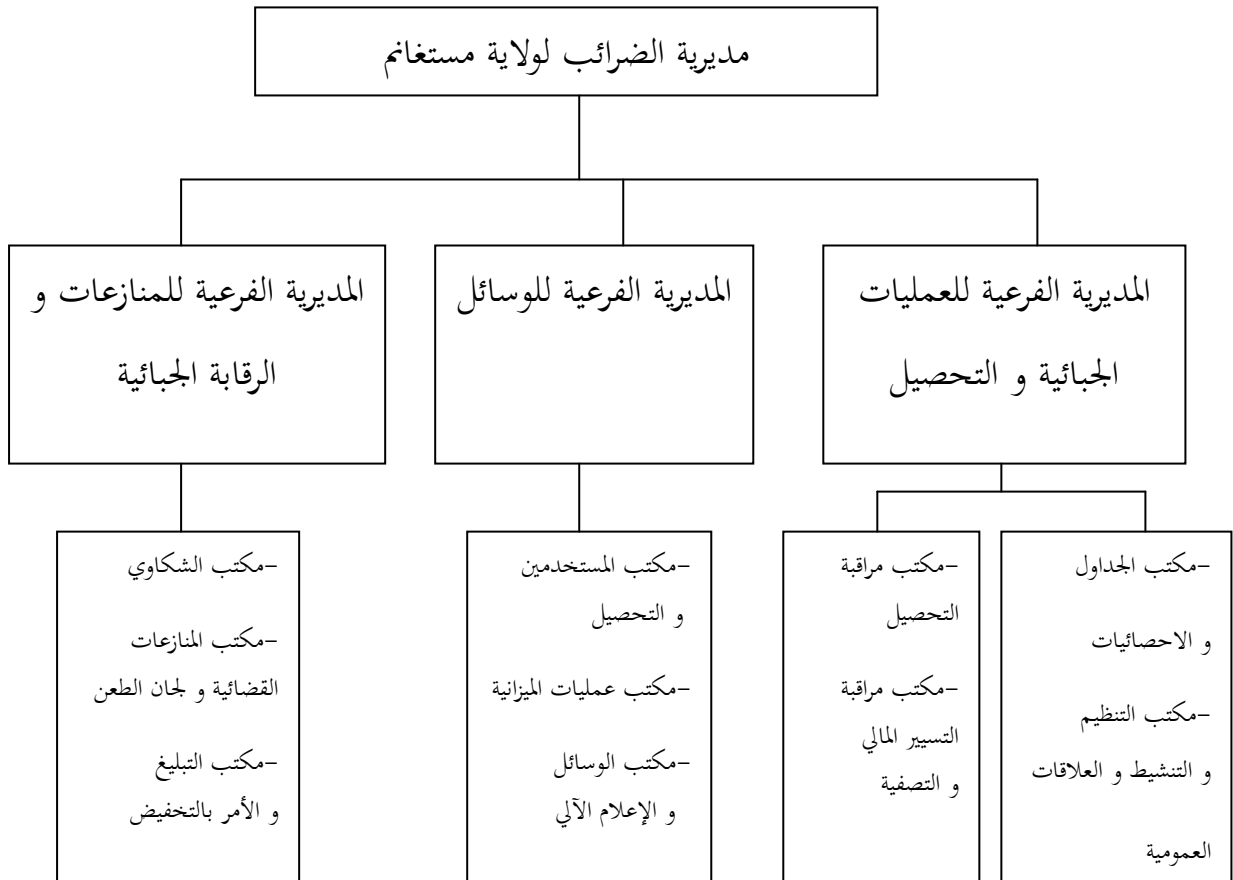 مديرية الضرائب لولاية مستغانم
المديرية الفرعية للعمليات
الجبائية و التحصيل
المديرية الفرعية للوسائل
المديرية الفرعية للمنازعات و
الرقابة الجبائية
–مكتب الجداول
و الاحصائيات
–مكتب التنظيم
و التنشيط و العلاقات
العمومية
–مكتب مراقبة
التحصيل
–مكتب مراقبة
التسيير المالي
و التصفية
–مكتب المستخدمين
و التحصيل
–مكتب عمليات الميزانية
–مكتب الوسائل
و الإعلام الآلي
–مكتب الشكاوي
–مكتب المنازعات
القضائية و لجان الطعن
–مكتب التبليغ
و الأمر بالتخفيض